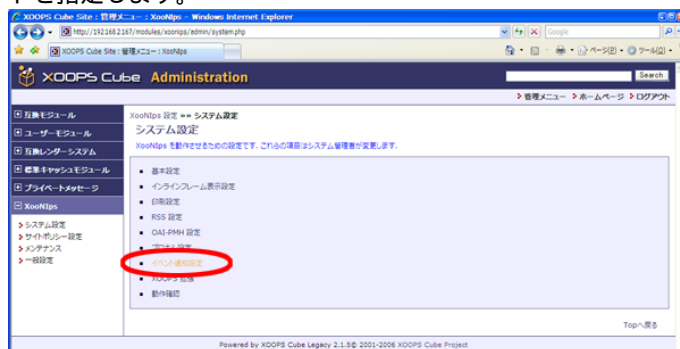 トを指定します。
XOOPS Cube Site : 管理メニュー : XooNIps - Windows Internet Explorer
http://192.168.2.167/modules/xoonips/admin/system.php
Google
XOOPS Cube Site : 管理メニュー : XooNIps
ページ(P)
ツール(O)
XOOPS Cube Administration
Search
管理メニュー ホームページ ログアウト
互換モジュール
ユーザーモジュール
互換レンダーシステム
標準キャッシュモジュール
プライベートメッセージ
XooNIps
システム設定
サイトポリシー設定
メンテナンス
一般設定
XooNIps 設定 »» システム設定
システム設定
XooNIps を動作させるための設定です. これらの項目はシステム管理者が変更します.
基本設定
インラインフレーム表示設定
印刷設定
RSS 設定
OAI-PMH 設定
プロキシ設定
イベント通知設定
XOOPS 拡張
動作確認
Topへ戻る
Powered by XOOPS Cube Legacy 2.1.5© 2001-2006 XOOPS Cube Project